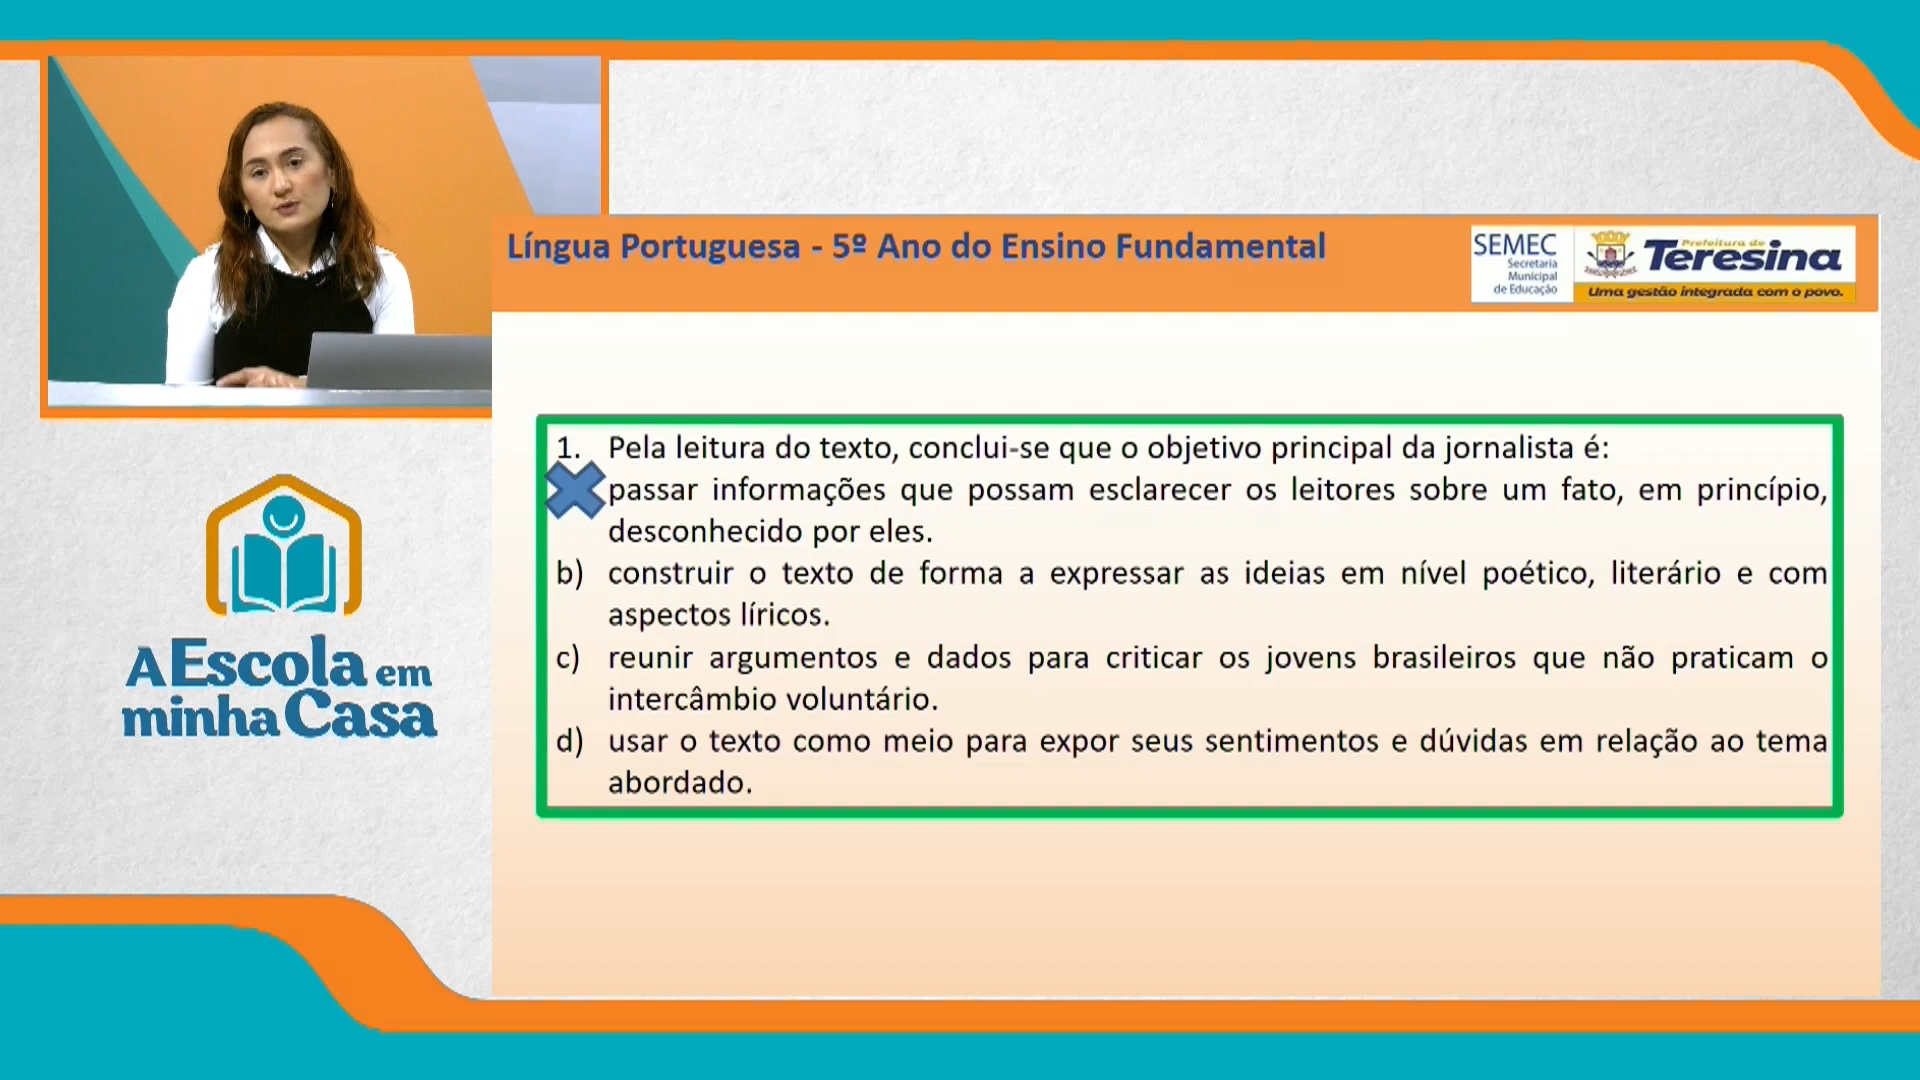 Língua Portuguesa - 5º Ano do Ensino Fundamental
SEMEC
Secretaria
Municipal
de Educação
Prefeitura de
Teresina
Uma gestão integrada com o povo.
1. Pela leitura do texto, conclui-se que o objetivo principal da jornalista é:
passar informações que possam esclarecer os leitores sobre um fato, em princípio,
desconhecido por eles.
b) construir o texto de forma a expressar as ideias em nível poético, literário e com
aspectos líricos.
c) reunir argumentos e dados para criticar os jovens brasileiros que não praticam o
intercâmbio voluntário.
d) usar o texto como meio para expor seus sentimentos e dúvidas em relação ao tema
abordado.
A Escola em
minha Casa